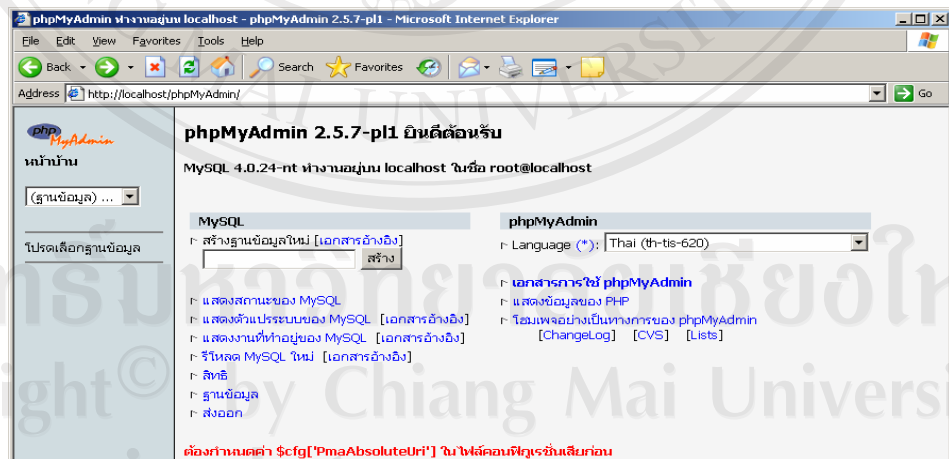 phpMyAdmin ทำงานอยู่บน localhost - phpMyAdmin 2.5.7-pl1 - Microsoft Internet Explorer
File Edit View Favorites Tools Help
Back Search Favorites
Address http://localhost/phpMyAdmin/ Go
php
MyAdmin
หน้าบ้าน
(ฐานข้อมูล) ...
โปรดเลือกฐานข้อมูล
phpMyAdmin 2.5.7-pl1 ยินดีต้อนรับ
MySQL 4.0.24-nt ทำงานอยู่บน localhost ในชื่อ root@localhost
MySQL
สร้างฐานข้อมูลใหม่ [เอกสารอ้างอิง]
สร้าง
แสดงสถานะของ MySQL
แสดงตัวแปรระบบของ MySQL [เอกสารอ้างอิง]
แสดงงานที่ทำอยู่ของ MySQL [เอกสารอ้างอิง]
รีโหลด MySQL ใหม่ [เอกสารอ้างอิง]
สิทธิ
ฐานข้อมูล
ส่งออก
phpMyAdmin
Language (*): Thai (th-tis-620)
เอกสารการใช้ phpMyAdmin
แสดงข้อมูลของ PHP
โฮมเพจอย่างเป็นทางการของ phpMyAdmin
[ChangeLog] [CVS] [Lists]
ต้องกำหนดค่า $cfg['PmaAbsoluteUri'] ในไฟล์คอนฟิกูเรชั่นเสียก่อน
by Chiang Mai